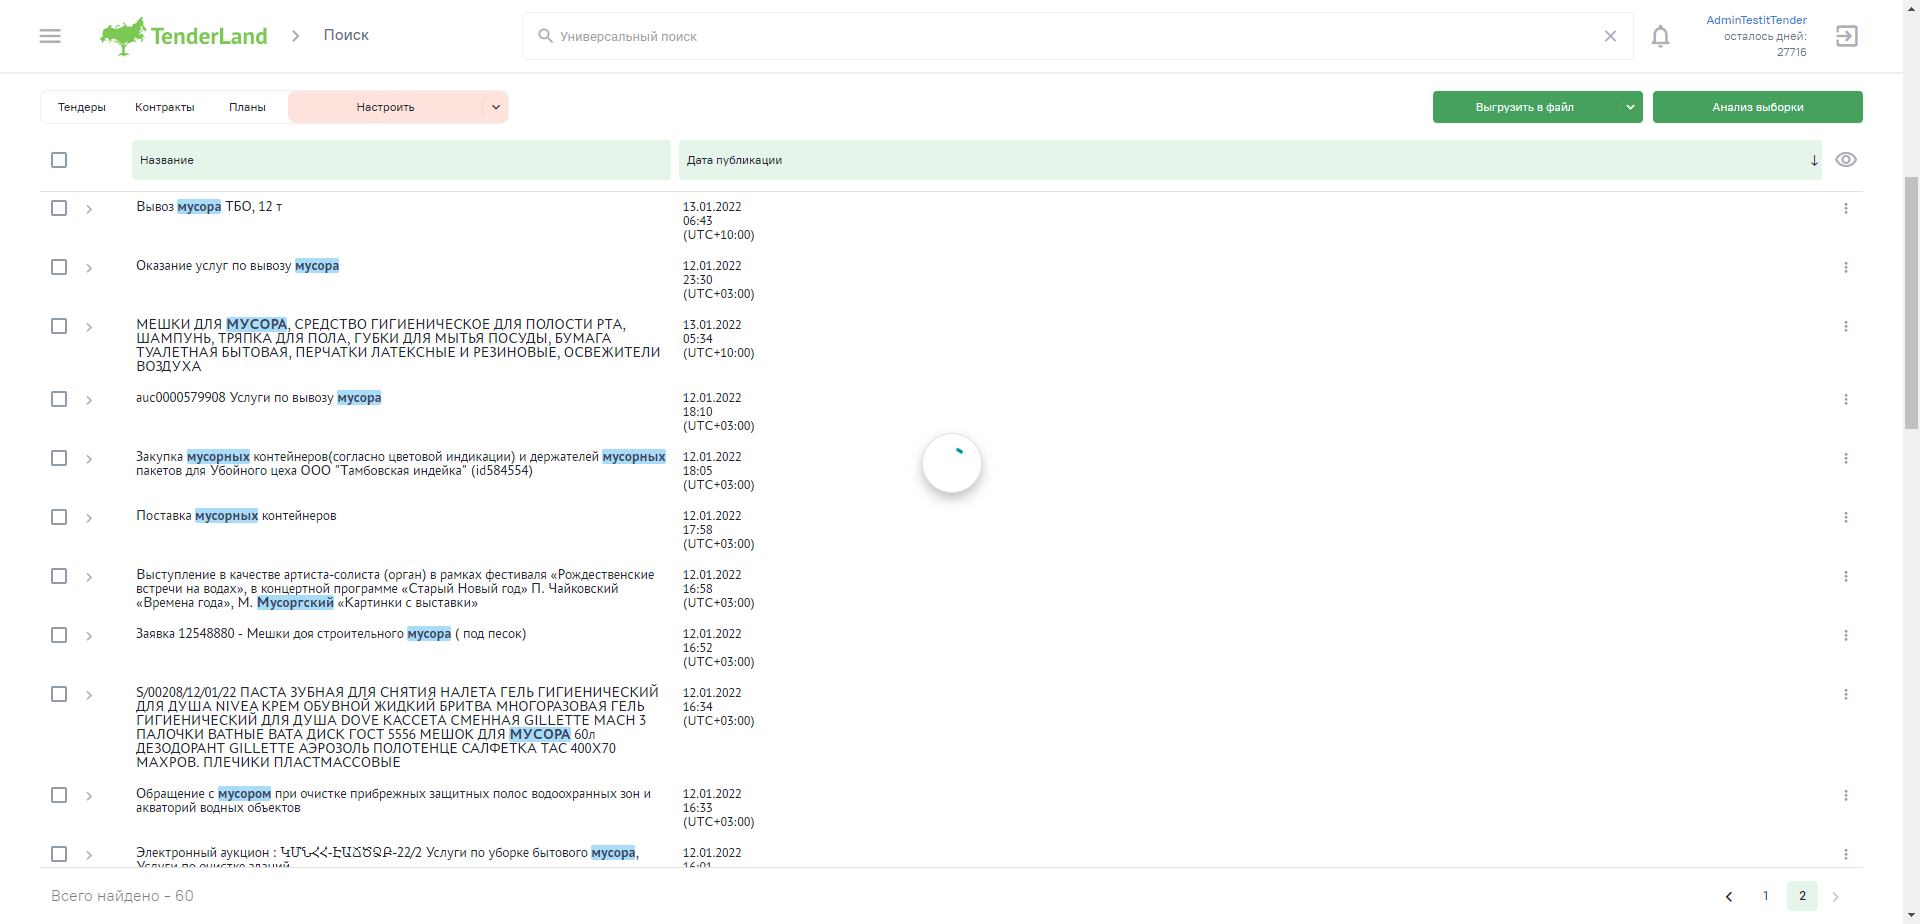 TenderLand
Поиск
Универсальный поиск
AdminTestitTender
осталось дней:
27716
Тендеры
Контракты
Планы
Настроить
Выгрузить в файл
Анализ выборки
Название
Дата публикации
Вывоз мусора ТБО, 12 т
13.01.2022
06:43
(UTC+10:00)
Оказание услуг по вывозу мусора
12.01.2022
23:30
(UTC+03:00)
МЕШКИ ДЛЯ МУСОРА, СРЕДСТВО ГИГИЕНИЧЕСКОЕ ДЛЯ ПОЛОСТИ РТА,
ШАМПУНЬ, ТРЯПКА ДЛЯ ПОЛА, ГУБКИ ДЛЯ МЫТЬЯ ПОСУДЫ, БУМАГА
ТУАЛЕТНАЯ БЫТОВАЯ, ПЕРЧАТКИ ЛАТЕКСНЫЕ И РЕЗИНОВЫЕ, ОСВЕЖИТЕЛИ
ВОЗДУХА
13.01.2022
05:34
(UTC+10:00)
auc0000579908 Услуги по вывозу мусора
12.01.2022
18:10
(UTC+03:00)
Закупка мусорных контейнеров(согласно цветовой индикации) и держателей мусорных
пакетов для Убойного цеха ООО "Тамбовская индейка" (id584554)
12.01.2022
18:05
(UTC+03:00)
Поставка мусорных контейнеров
12.01.2022
17:58
(UTC+03:00)
Выступление в качестве артиста-солиста (орган) в рамках фестиваля «Рождественские
встречи на водах», в концертной программе «Старый Новый год» П. Чайковский
«Времена года», М. Мусоргский «Картинки с выставки»
12.01.2022
16:58
(UTC+03:00)
Заявка 12548880 - Мешки доя строительного мусора ( под песок)
12.01.2022
16:52
(UTC+03:00)
S/00208/12/01/22 ПАСТА ЗУБНАЯ ДЛЯ СНЯТИЯ НАЛЕТА ГЕЛЬ ГИГИЕНИЧЕСКИЙ
ДЛЯ ДУША NIVEA КРЕМ ОБУВНОЙ ЖИДКИЙ БРИТВА МНОГОРАЗОВАЯ ГЕЛЬ
ГИГИЕНИЧЕСКИЙ ДЛЯ ДУША DOVE КАССЕТА СМЕННАЯ GILLETTE MACH 3
ПАЛОЧКИ ВАТНЫЕ ВАТА ДИСК ГОСТ 5556 МЕШОК ДЛЯ МУСОРА 60л
ДЕЗОДОРАНТ GILLETTE АЭРОЗОЛЬ ПОЛОТЕНЦЕ САЛФЕТКА ТАС 400Х70
МАХРОВ. ПЛЕЧИКИ ПЛАСТМАССОВЫЕ
12.01.2022
16:34
(UTC+03:00)
Обращение с мусором при очистке прибрежных защитных полос водоохранных зон и
акваторий водных объектов
12.01.2022
16:33
(UTC+03:00)
Электронный аукцион : ԿՄՆՀՀ-ԷԱՃԾՁԲ-22/2 Услуги по уборке бытового мусора,
Услуги по очистке зданий
12.01.2022
16:01
Всего найдено - 60
1
2